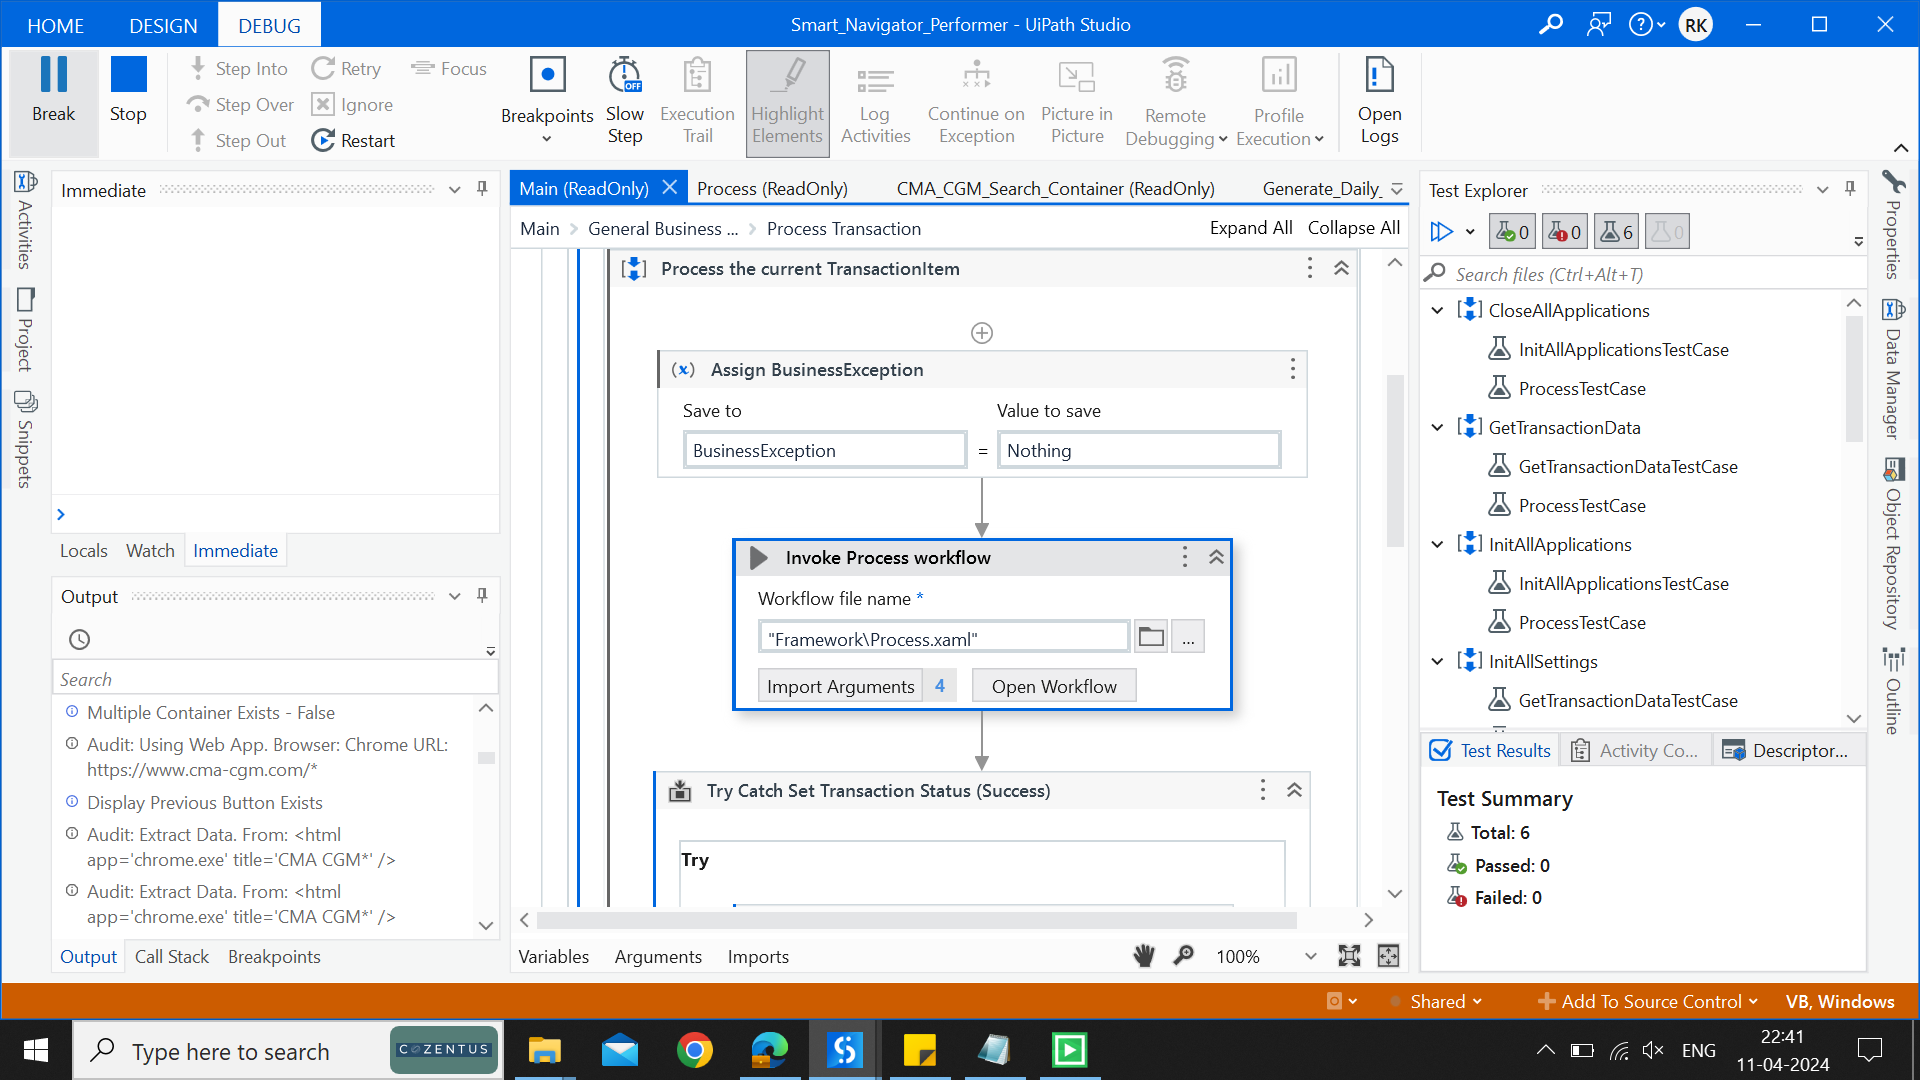 HOME DESIGN DEBUG Smart_Navigator_Performer - UiPath Studio RK
Break Stop
Step Into Retry Focus
Step Over Ignore
Step Out Restart
Breakpoints
Slow Step
Execution Trail
Highlight Elements
Log Activities
Continue on Exception
Picture in Picture
Remote Debugging
Profile Execution
Open Logs
OFF
Activities
Project
Snippets
Immediate
Locals Watch Immediate
Output
Search
Multiple Container Exists - False
Audit: Using Web App. Browser: Chrome URL:
https://www.cma-cgm.com/*
Display Previous Button Exists
Audit: Extract Data. From: <html
app='chrome.exe' title='CMA CGM*' />
Audit: Extract Data. From: <html
app='chrome.exe' title='CMA CGM*' />
Output Call Stack Breakpoints
Main (ReadOnly) Process (ReadOnly) CMA_CGM_Search_Container (ReadOnly) Generate_Daily_
Main General Business ... Process Transaction Expand All Collapse All
Process the current TransactionItem
(x) Assign BusinessException
Save to Value to save
BusinessException = Nothing
Invoke Process workflow
Workflow file name *
"Framework\Process.xaml" ...
Import Arguments 4 Open Workflow
Try Catch Set Transaction Status (Success)
Try
Variables Arguments Imports 100%
Test Explorer
0 0 6 0
Search files (Ctrl+Alt+T)
CloseAllApplications
InitAllApplicationsTestCase
ProcessTestCase
GetTransactionData
GetTransactionDataTestCase
ProcessTestCase
InitAllApplications
InitAllApplicationsTestCase
ProcessTestCase
InitAllSettings
GetTransactionDataTestCase
Test Results Activity Co... Descriptor...
Test Summary
Total: 6
Passed: 0
Failed: 0
Properties
Data Manager
Object Repository
Outline
Shared Add To Source Control VB, Windows
Type here to search COZENTUS
ENG
22:41
11-04-2024